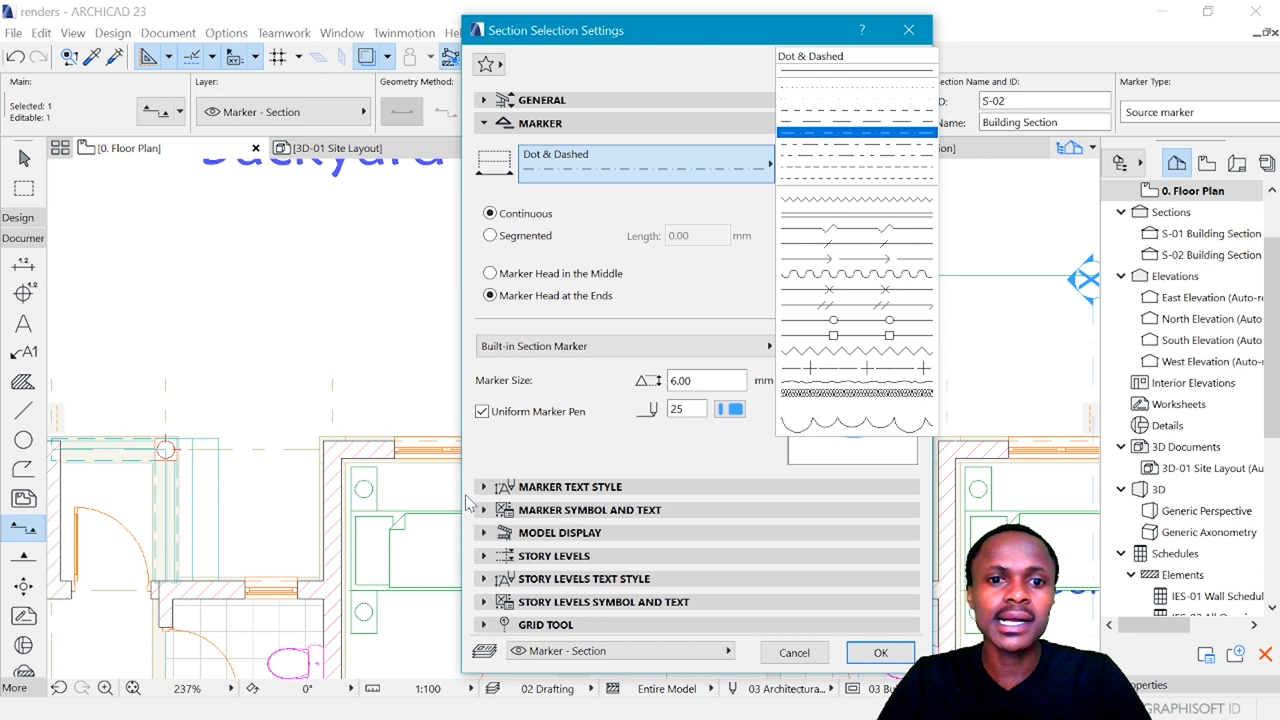 renders - ARCHICAD 23
Section Selection Settings
?
File Edit View Design Document Options Teamwork Window Twinmotion
Dot & Dashed
Main:
Layer:
Geometry Method:
Section Name and ID:
Marker Type:
Selected: 1
Editable: 1
Marker - Section
GENERAL
MARKER
ID: S-02
Name: Building Section
Source marker
[0. Floor Plan]
[3D-01 Site Layout]
Backyard
Dot & Dashed
Design
Document
Continuous
Segmented
Length: 0.00 mm
Marker Head in the Middle
Marker Head at the Ends
Built-in Section Marker
Marker Size: 6.00 mm
Uniform Marker Pen 25
MARKER TEXT STYLE
MARKER SYMBOL AND TEXT
MODEL DISPLAY
STORY LEVELS
STORY LEVELS TEXT STYLE
STORY LEVELS SYMBOL AND TEXT
GRID TOOL
Marker - Section
Cancel
OK
0. Floor Plan
Sections
S-01 Building Section
S-02 Building Section
Elevations
East Elevation (Auto-
North Elevation (Auto
South Elevation (Auto
West Elevation (Auto-
Interior Elevations
Worksheets
Details
3D Documents
3D-01 Site Layout (Au
3D
Generic Perspective
Generic Axonometry
Schedules
Elements
IES-01 Wall Schedul
More
237%
0°
1:100
02 Drafting
Entire Model
03 Architectura...
03 Bu
GRAPHISOFT ID